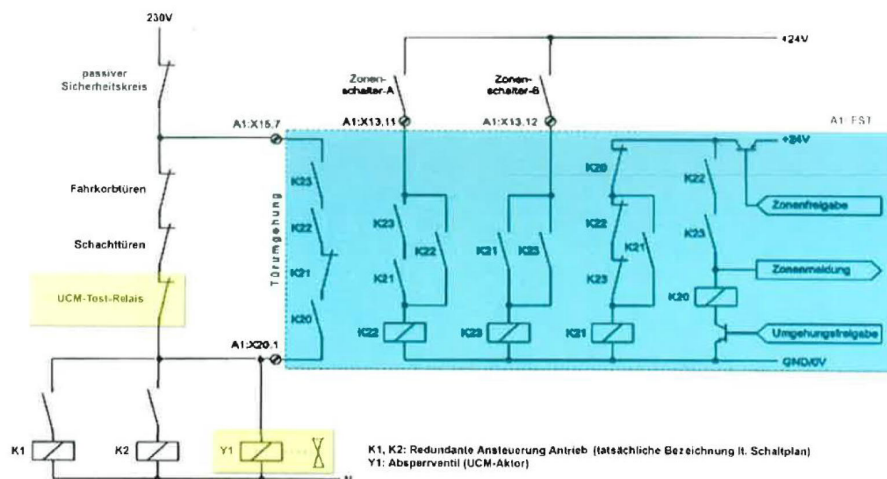 230V
+24V
passiver
Sicherheitskreis
Zonen-
schalter-A
Zonen-
schalter-B
A1:X15.7
A1:X13.11
A1:X13.12
A1: FST
+24V
K20
K22
Zonenfreigabe
Fahrkorbtüren
Türumgehung
K23
K22
K21
K20
K23
K22
K21
K21
K23
K22
K21
K23
K23
Schachttüren
Zonenmeldung
UCM-Test-Relais
K20
K22
K23
K21
Umgehungsfreigabe
A1:X20.1
GND/0V
K1
K2
Y1
N
K1, K2: Redundante Ansteuerung Antrieb (tatsächliche Bezeichnung lt. Schaltplan)
Y1: Absperrventil (UCM-Aktor)